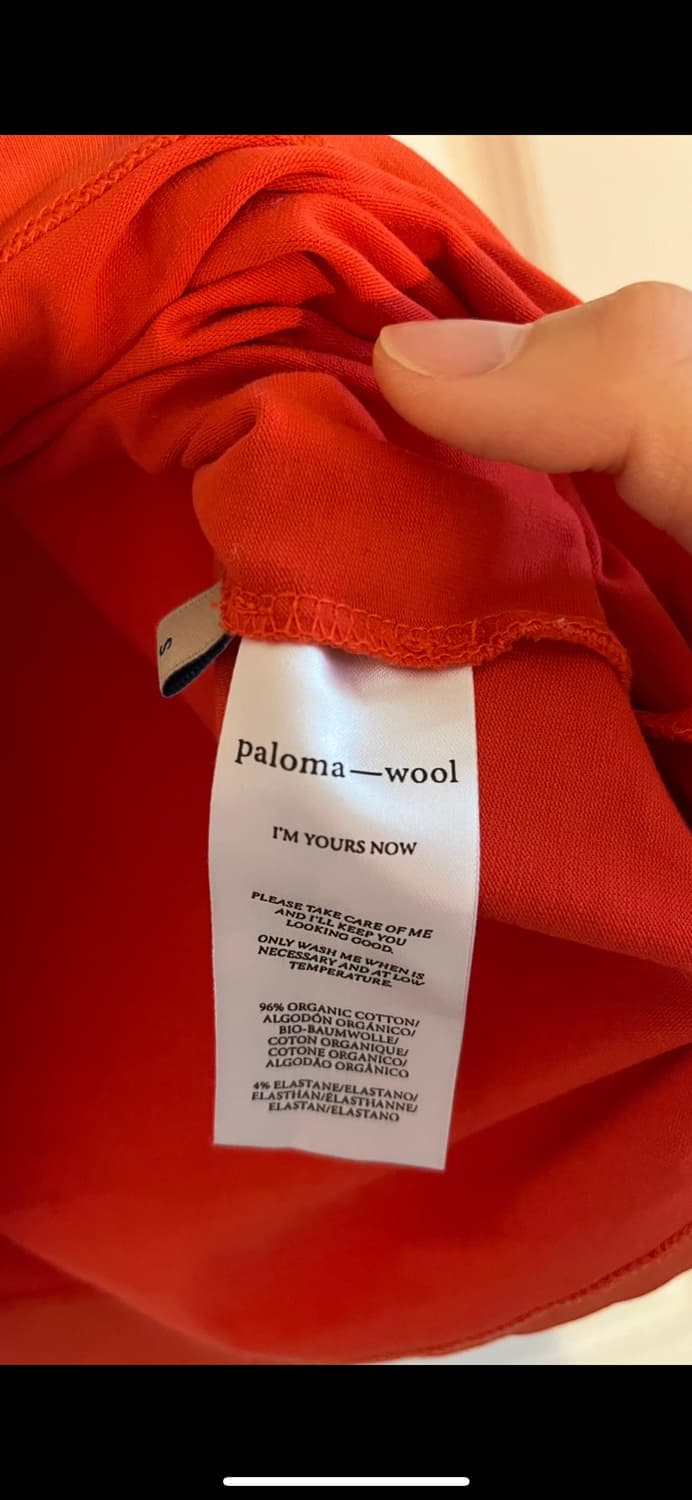 S
paloma—wool
I'M YOURS NOW
PLEASE TAKE CARE OF ME
AND I'LL KEEP YOU
LOOKING GOOD.
ONLY WASH ME WHEN IS
NECESSARY AND AT LOW
TEMPERATURE.
96% ORGANIC COTTON/
ALGODÓN ORGÁNICO/
BIO-BAUMWOLLE/
COTON ORGANIQUE/
COTONE ORGANICO/
ALGODÃO ORGÂNICO
4% ELASTANE/ELASTANO/
ELASTHAN/ÉLASTHANNE/
ELASTAN/ELASTANO